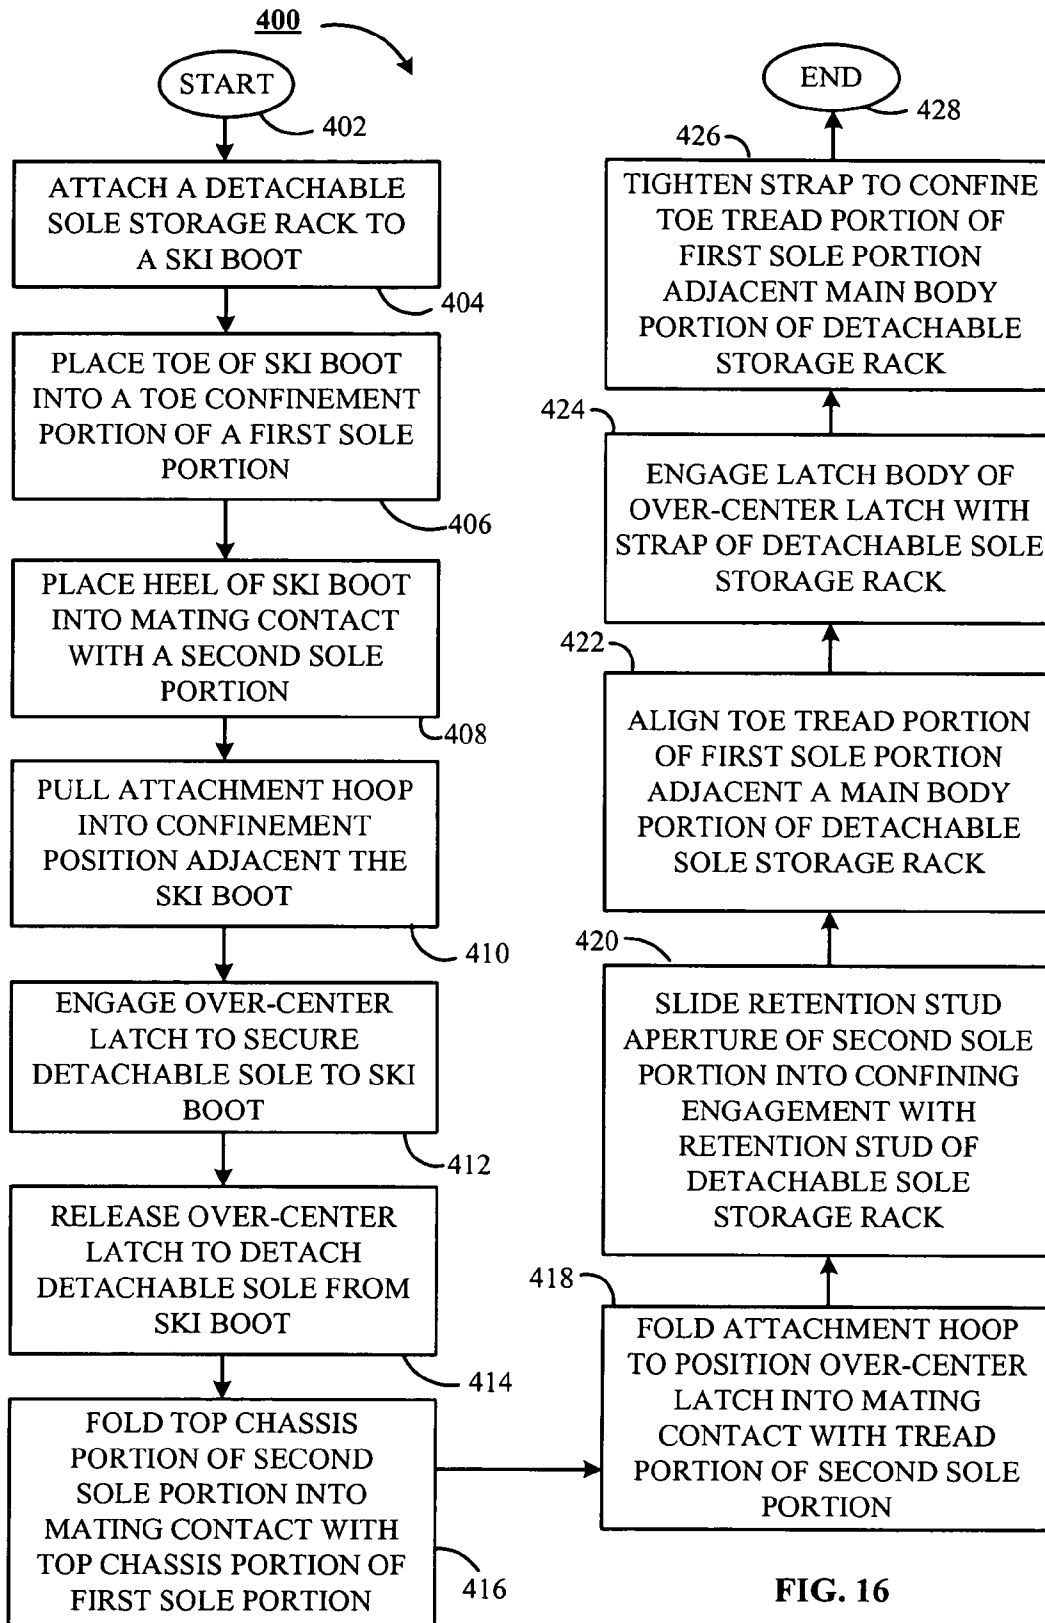 400
START
402
ATTACH A DETACHABLE
SOLE STORAGE RACK TO
A SKI BOOT
404
PLACE TOE OF SKI BOOT
INTO A TOE CONFINEMENT
PORTION OF A FIRST SOLE
PORTION
406
PLACE HEEL OF SKI BOOT
INTO MATING CONTACT
WITH A SECOND SOLE
PORTION
408
PULL ATTACHMENT HOOP
INTO CONFINEMENT
POSITION ADJACENT THE
SKI BOOT
410
ENGAGE OVER-CENTER
LATCH TO SECURE
DETACHABLE SOLE TO SKI
BOOT
412
RELEASE OVER-CENTER
LATCH TO DETACH
DETACHABLE SOLE FROM
SKI BOOT
414
FOLD TOP CHASSIS
PORTION OF SECOND
SOLE PORTION INTO
MATING CONTACT WITH
TOP CHASSIS PORTION OF
FIRST SOLE PORTION
416
418
FOLD ATTACHMENT HOOP
TO POSITION OVER-CENTER
LATCH INTO MATING
CONTACT WITH TREAD
PORTION OF SECOND SOLE
PORTION
420
SLIDE RETENTION STUD
APERTURE OF SECOND SOLE
PORTION INTO CONFINING
ENGAGEMENT WITH
RETENTION STUD OF
DETACHABLE SOLE
STORAGE RACK
422
ALIGN TOE TREAD PORTION
OF FIRST SOLE PORTION
ADJACENT A MAIN BODY
PORTION OF DETACHABLE
SOLE STORAGE RACK
424
ENGAGE LATCH BODY OF
OVER-CENTER LATCH WITH
STRAP OF DETACHABLE SOLE
STORAGE RACK
426
TIGHTEN STRAP TO CONFINE
TOE TREAD PORTION OF
FIRST SOLE PORTION
ADJACENT MAIN BODY
PORTION OF DETACHABLE
STORAGE RACK
END
428
FIG. 16